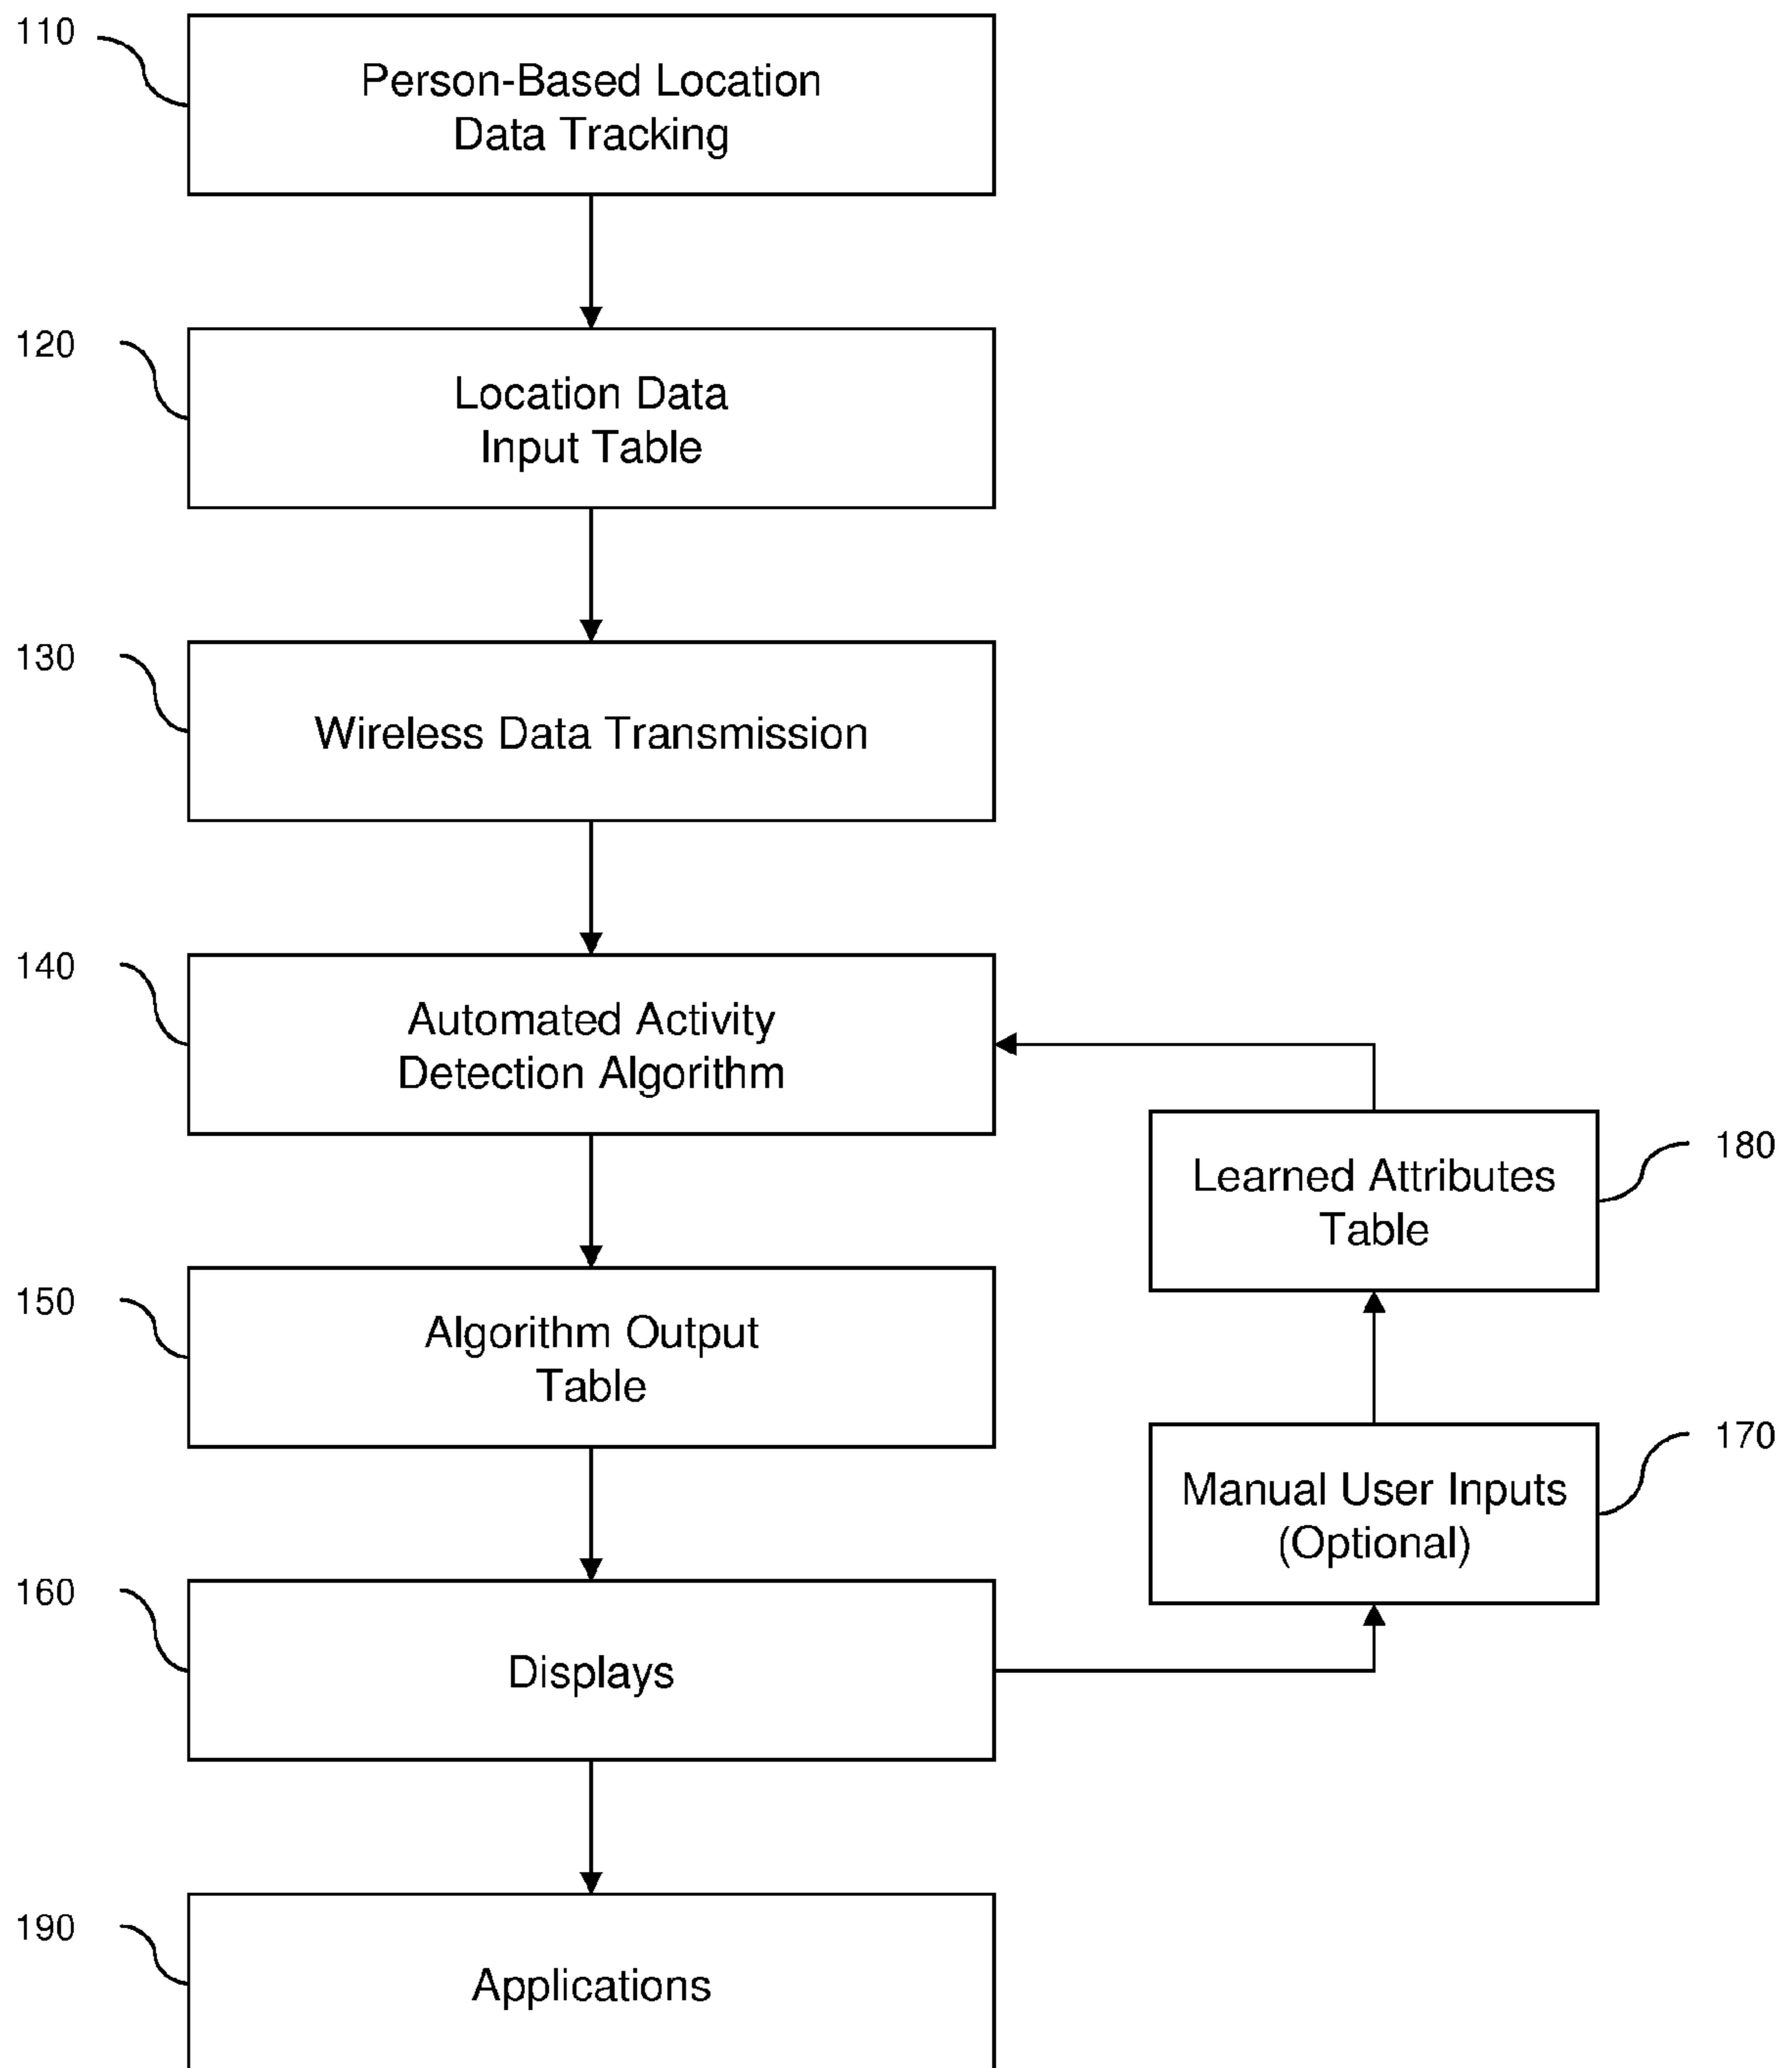 110
Person-Based Location
Data Tracking
120
Location Data
Input Table
130
Wireless Data Transmission
140
Automated Activity
Detection Algorithm
180
Learned Attributes
Table
150
Algorithm Output
Table
170
Manual User Inputs
(Optional)
160
Displays
190
Applications